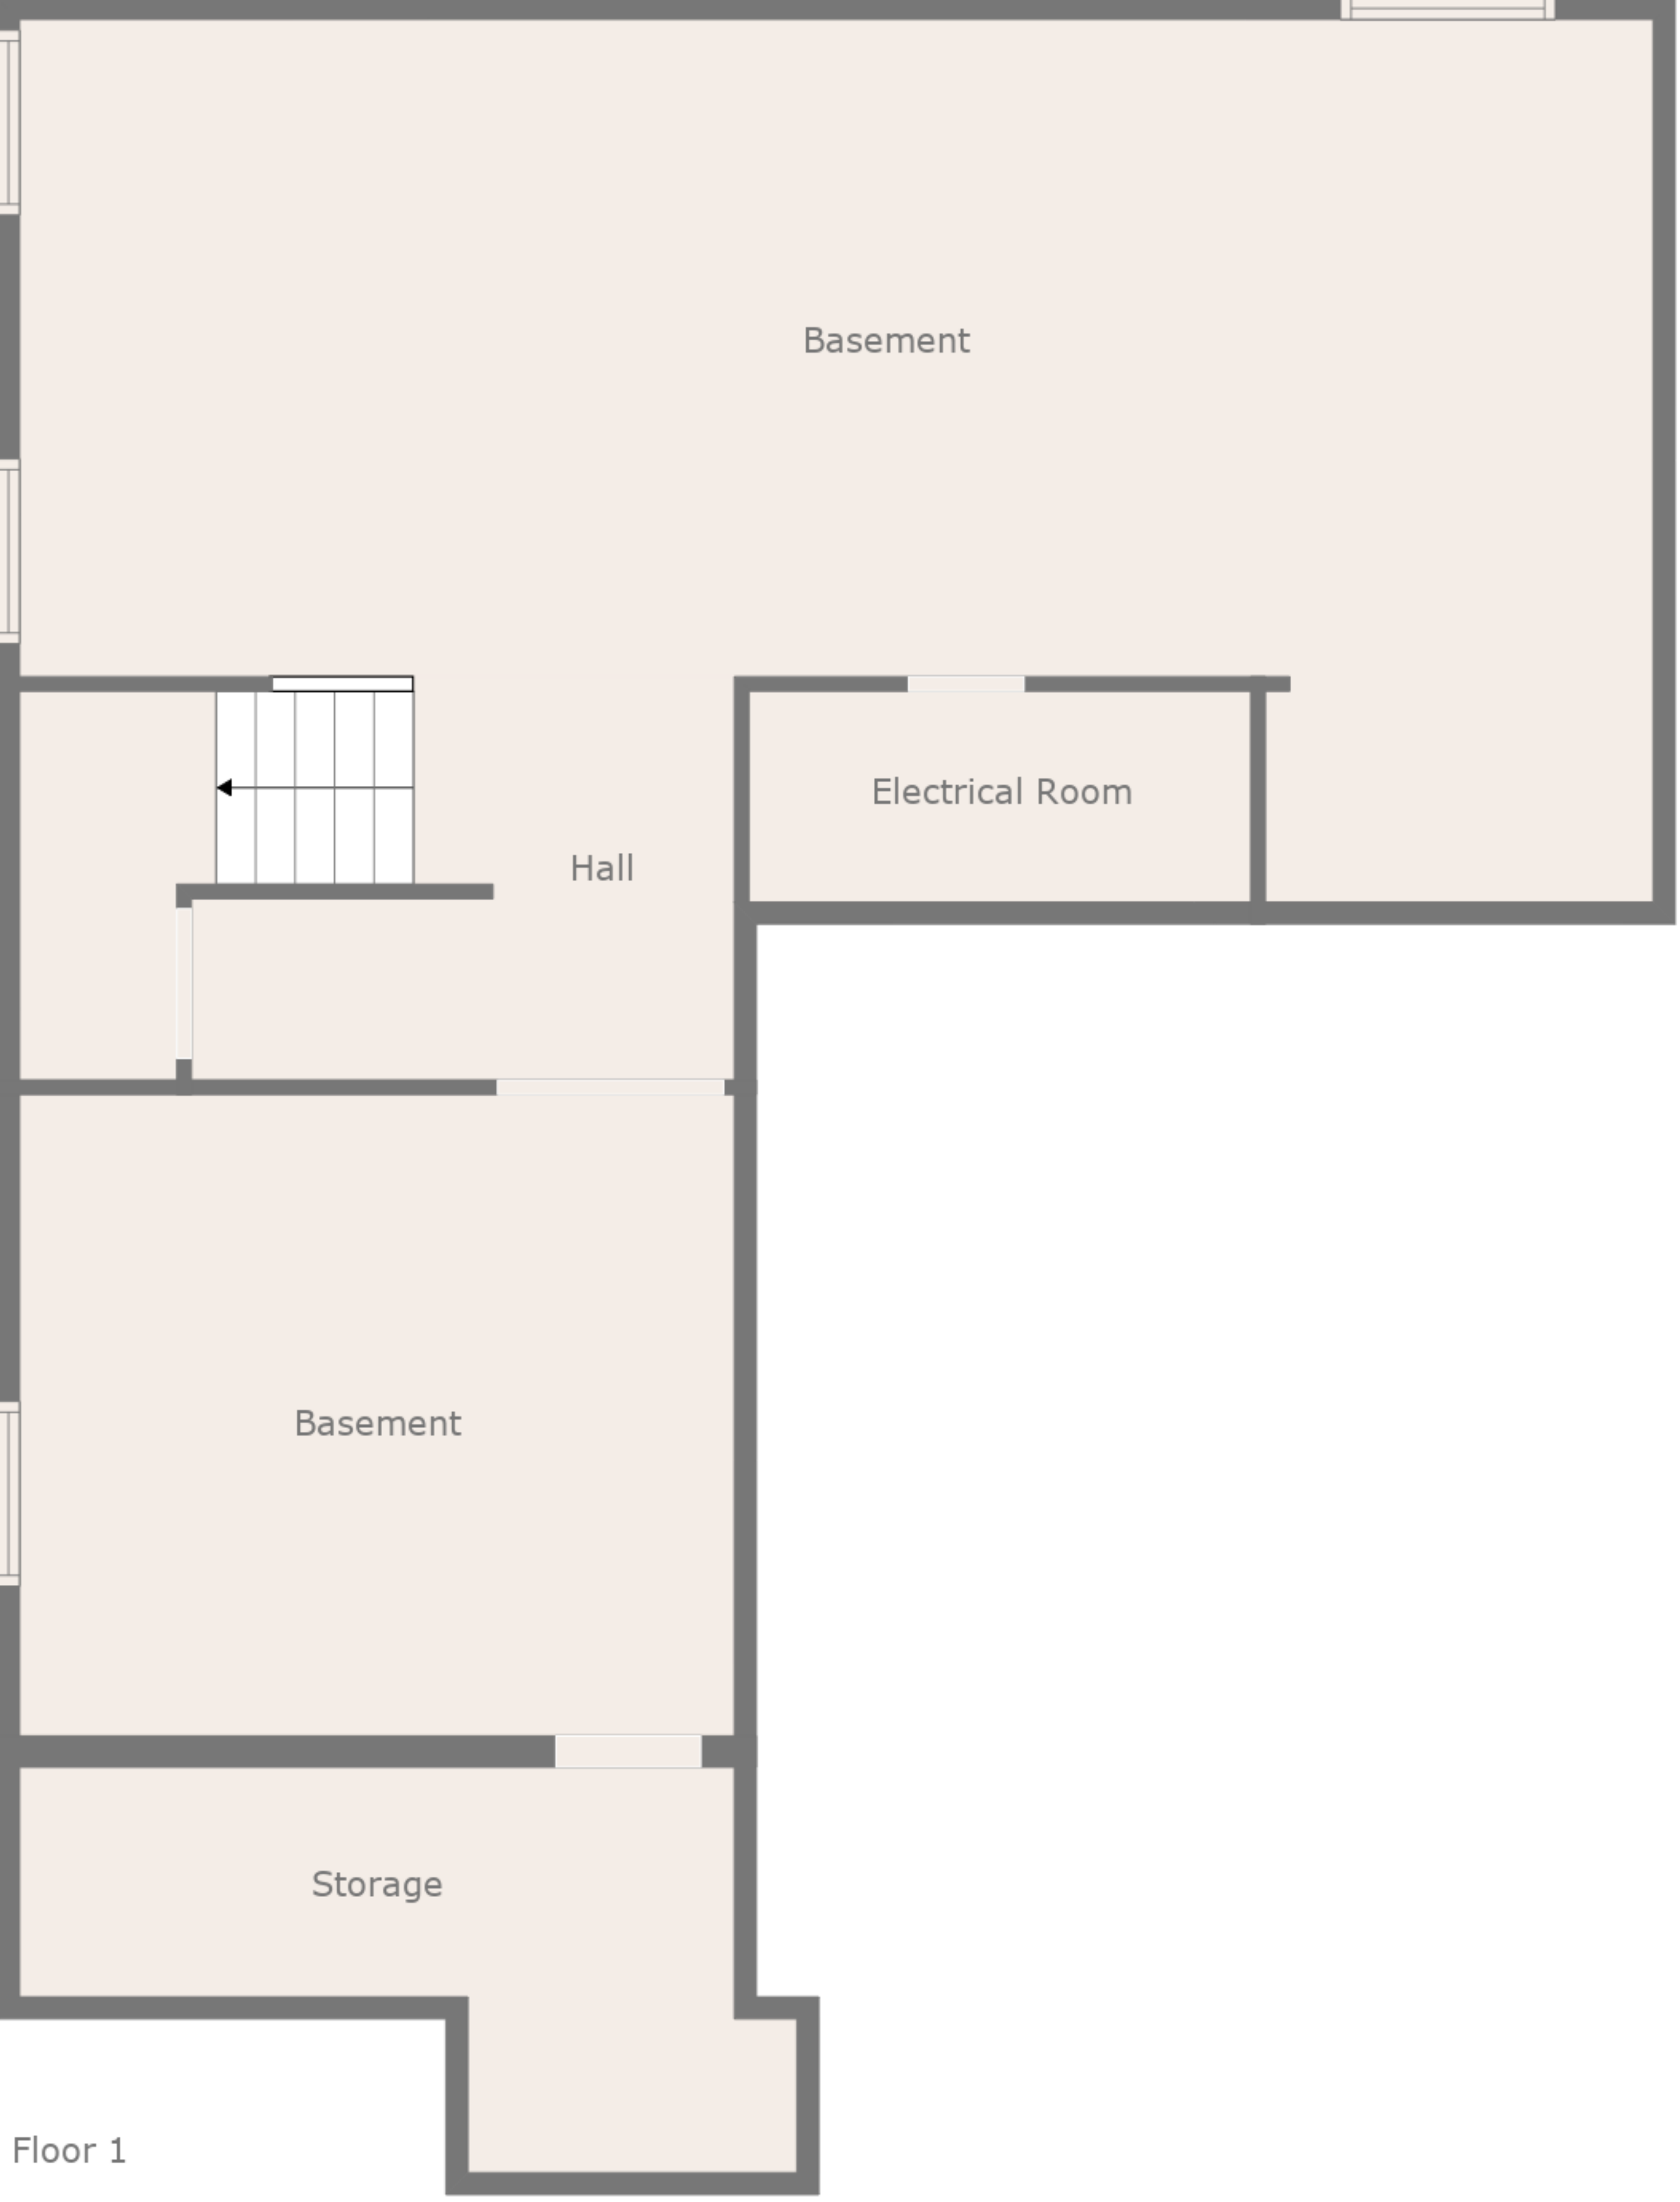 Basement
Electrical Room
Hall
Basement
Storage
Floor 1